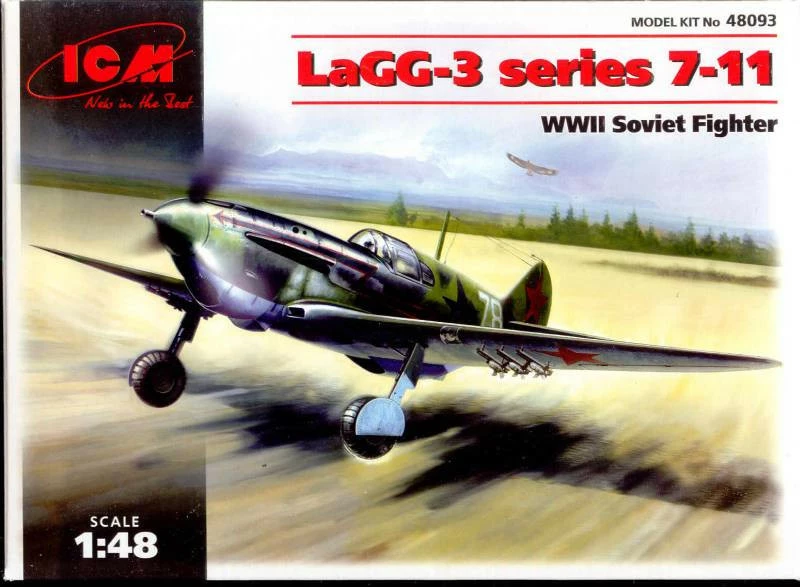 MODEL KIT No 48093
ICM
New in the Best
LaGG-3 series 7-11
WWII Soviet Fighter
78
SCALE
1:48